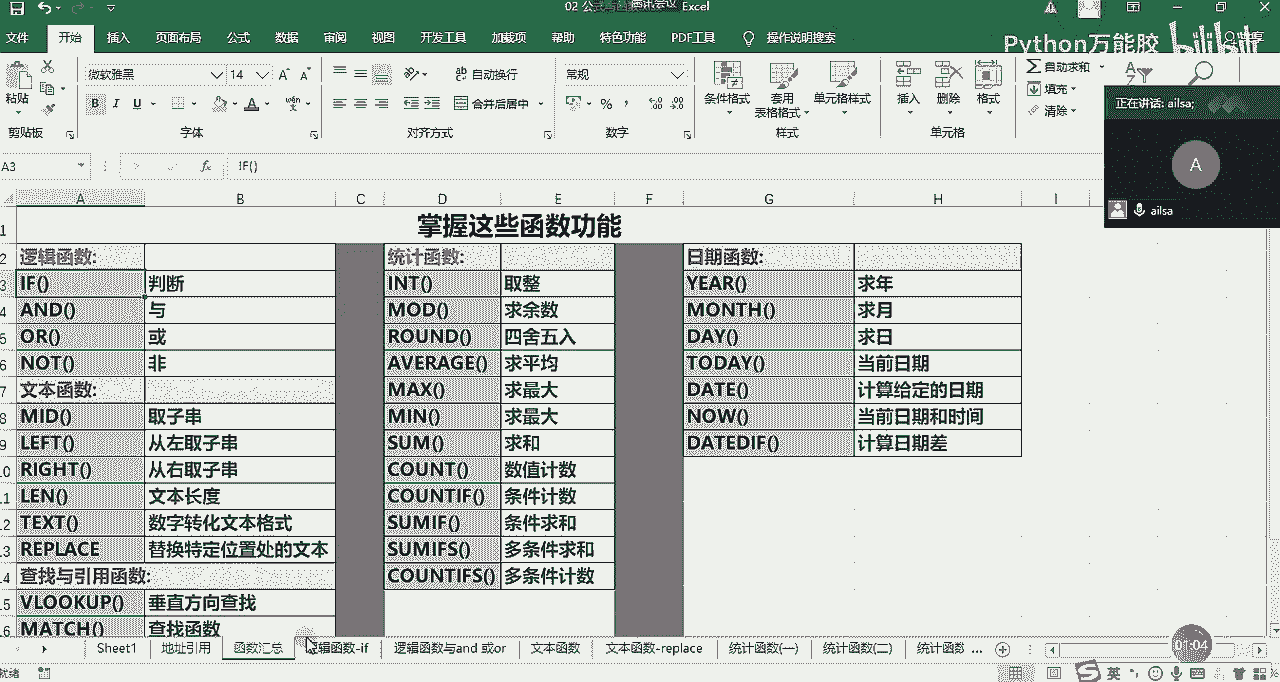 02 公 Excel
文件 开始 插入 页面布局 公式 数据 审阅 视图 开发工具 加载项 帮助 特色功能 PDF工具 操作说明搜索
Python万能胶 bilibili
粘贴 微软雅黑 14 自动换行 常规 条件格式 套用 单元格样式 插入 删除 格式 自动求和
B I U 合并后居中 表格格式 填充
清除
剪贴板 字体 对齐方式 数字 样式 单元格
正在讲话: ailsa;
A
ailsa
A3 fx IF()
A B C D E F G H I
1 掌握这些函数功能
2 逻辑函数: 统计函数: 日期函数:
3 IF() 判断 INT() 取整 YEAR() 求年
4 AND() 与 MOD() 求余数 MONTH() 求月
5 OR() 或 ROUND() 四舍五入 DAY() 求日
6 NOT() 非 AVERAGE() 求平均 TODAY() 当前日期
7 文本函数: MAX() 求最大 DATE() 计算给定的日期
8 MID() 取子串 MIN() 求最大 NOW() 当前日期和时间
9 LEFT() 从左取子串 SUM() 求和 DATEDIF() 计算日期差
0 RIGHT() 从右取子串 COUNT() 数值计数
1 LEN() 文本长度 COUNTIF() 条件计数
2 TEXT() 数字转化文本格式 SUMIF() 条件求和
3 REPLACE 替换特定位置处的文本 SUMIFS() 多条件求和
4 查找与引用函数: COUNTIFS() 多条件计数
5 VLOOKUP() 垂直方向查找
6 MATCH() 查找函数
Sheet1 地址引用 函数汇总 逻辑函数-if 逻辑函数与and 或or 文本函数 文本函数-replace 统计函数(一) 统计函数(二) 统计函数 ...
01:04
就绪 英